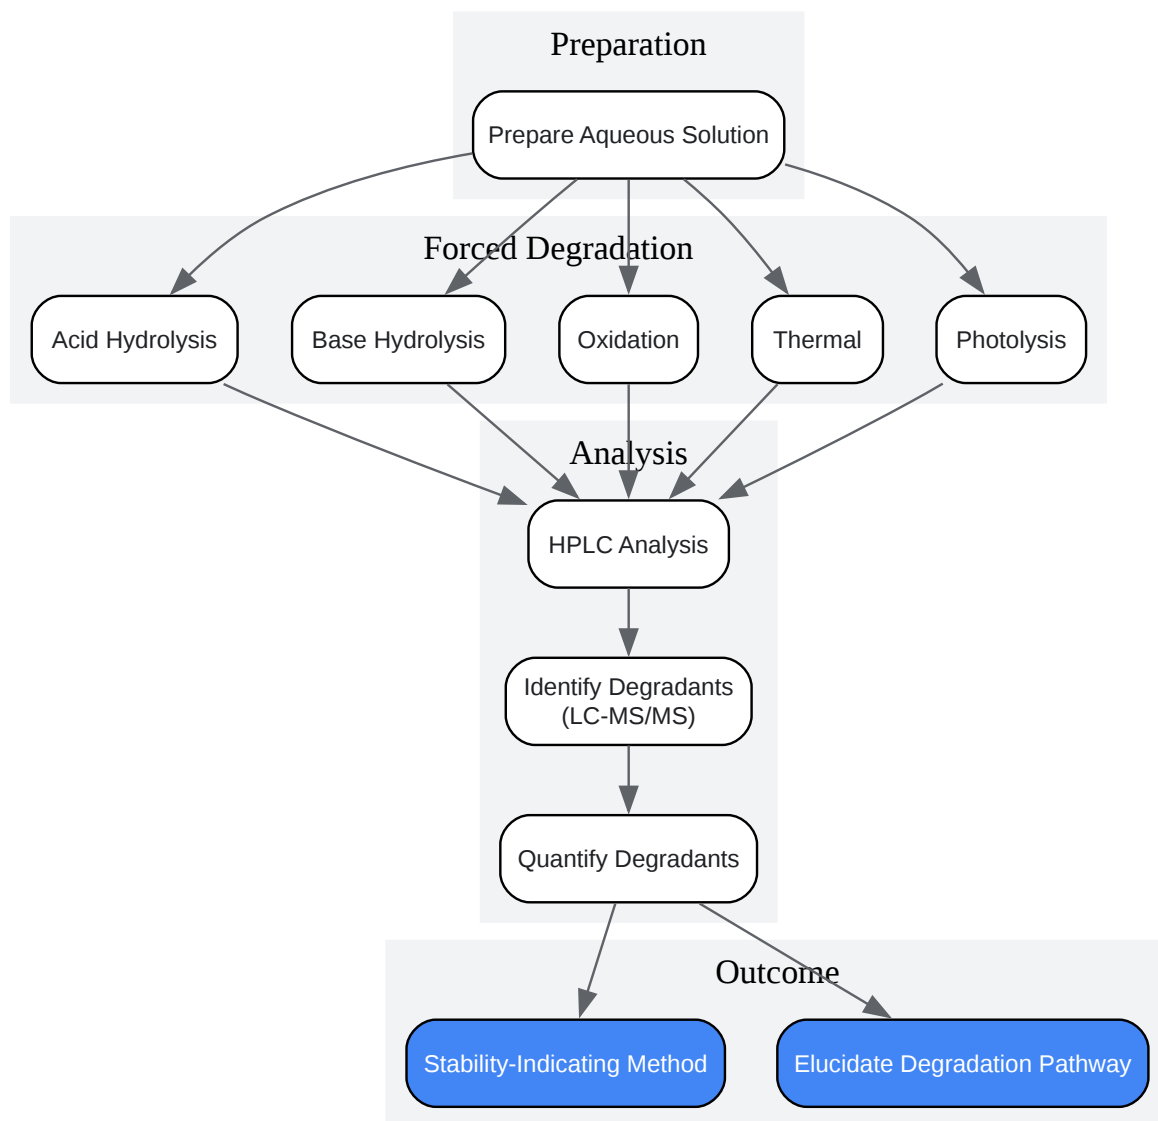 Preparation
Prepare Aqueous Solution
Forced Degradation
Acid Hydrolysis
Base Hydrolysis
Oxidation
Thermal
Photolysis
Analysis
HPLC Analysis
Identify Degradants
(LC-MS/MS)
Quantify Degradants
Outcome
Stability-Indicating Method
Elucidate Degradation Pathway